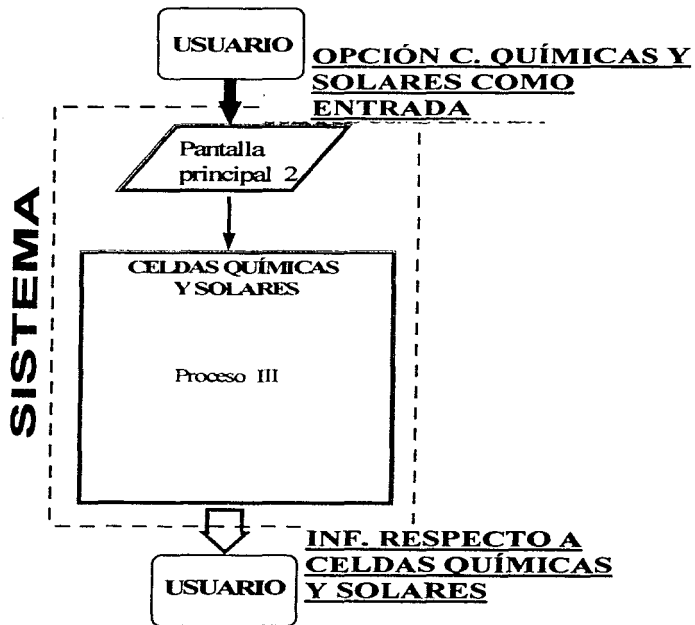 USUARIO
OPCIÓN C. QUÍMICAS Y
SOLARES COMO
ENTRADA
Pantalla
principal 2
SISTEMA
CELDAS QUÍMICAS
Y SOLARES
Proceso III
INF. RESPECTO A
CELDAS QUÍMICAS
Y SOLARES
USUARIO